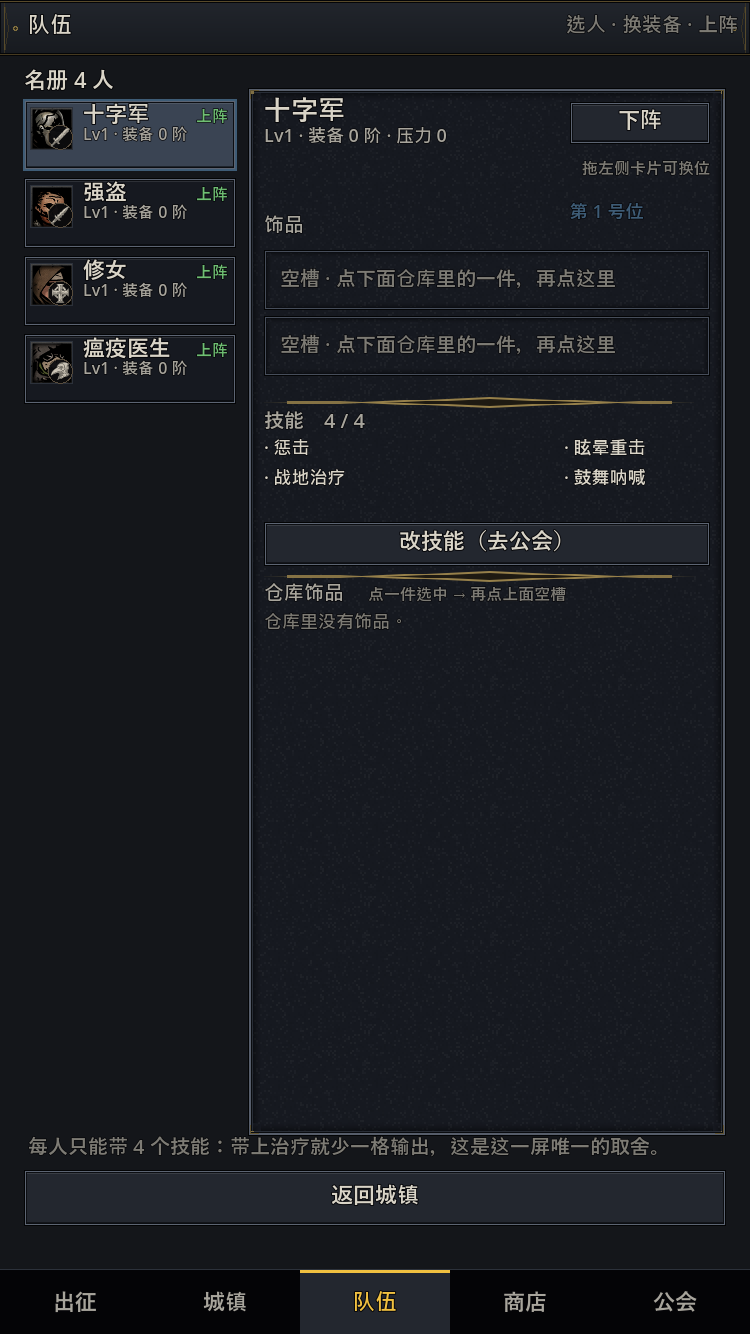 队伍
选人 · 换装备 · 上阵
名册 4 人
十字军
上阵
Lv1 · 装备 0 阶
强盗
上阵
Lv1 · 装备 0 阶
修女
上阵
Lv1 · 装备 0 阶
瘟疫医生
上阵
Lv1 · 装备 0 阶
十字军
Lv1 · 装备 0 阶 · 压力 0
下阵
拖左侧卡片可换位
第 1 号位
饰品
空槽 · 点下面仓库里的一件，再点这里
空槽 · 点下面仓库里的一件，再点这里
技能 4 / 4
· 惩击
· 眩晕重击
· 战地治疗
· 鼓舞呐喊
改技能（去公会）
仓库饰品 点一件选中 → 再点上面空槽
仓库里没有饰品。
每人只能带 4 个技能：带上治疗就少一格输出，这是这一屏唯一的取舍。
返回城镇
出征
城镇
队伍
商店
公会